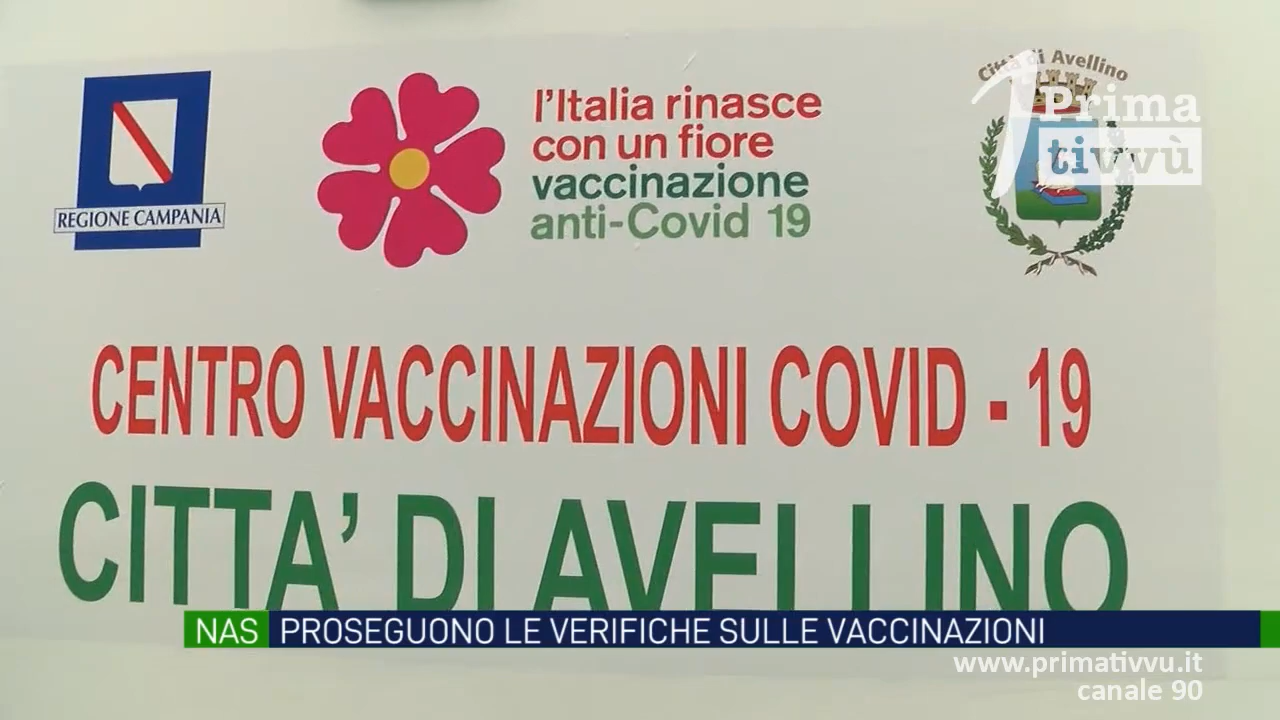 REGIONE CAMPANIA
l'Italia rinasce
con un fiore
vaccinazione
anti-Covid 19
Città di Avellino
Prima
tivvù
CENTRO VACCINAZIONI COVID - 19
CITTA' DI AVELLINO
NAS PROSEGUONO LE VERIFICHE SULLE VACCINAZIONI
www.primativvu.it
canale 90